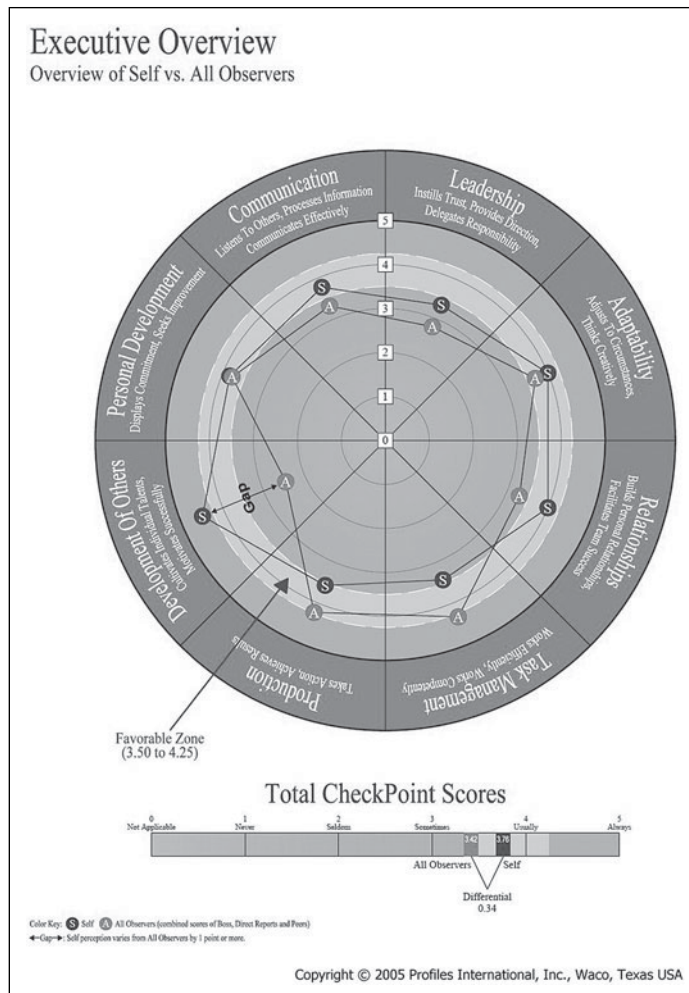 Executive Overview
Overview of Self vs. All Observers
Communication
Listens To Others, Processes Information
Communicates Effectively
Leadership
Instills Trust, Provides Direction,
Delegates Responsibility
Adaptability
Adjusts To Circumstances,
Thinks Creatively
Relationships
Builds Personal Relationships,
Facilitates Team Success
Task Management
Works Efficiently, Works Competently
Production
Takes Action, Achieves Results
Development Of Others
Cultivates Individual Talents,
Motivates Successfully
Personal Development
Displays Commitment, Seeks Improvement
5
4
3
2
1
0
S
S
A
A
A
S
A
Gap
A
A
S
S
S
S
A
A
Favorable Zone
(3.50 to 4.25)
Total CheckPoint Scores
0 1 2 3 4 5
Not Applicable Never Seldom Sometimes Usually Always
3.42 3.76
All Observers Self
Differential
0.34
Color Key: S Self A All Observers (combined scores of Boss, Direct Reports and Peers)
Gap : Self perception varies from All Observers by 1 point or more.
Copyright © 2005 Profiles International, Inc., Waco, Texas USA